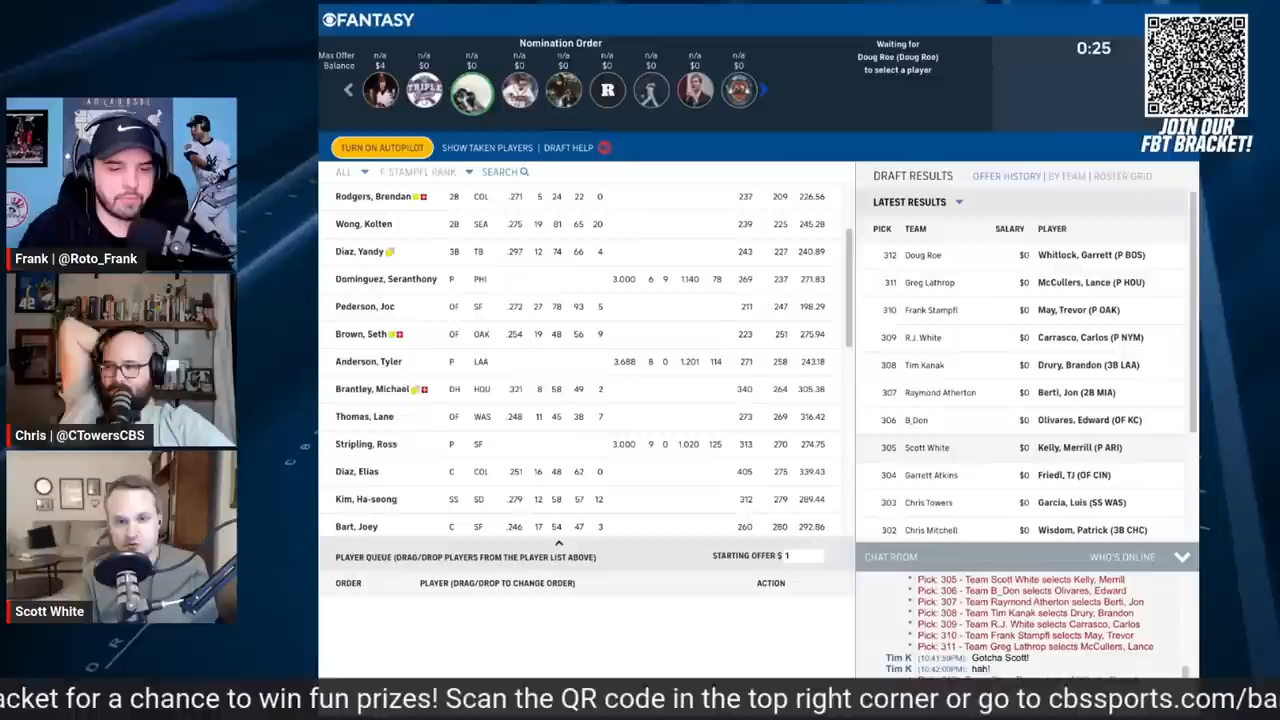 FANTASY
Nomination Order
Max Offer n/a n/a n/a n/a n/a n/a n/a n/a n/a
Balance $4 $0 $0 $0 $0 $0 $0 $0 $0
TRIPLE
R
Waiting for
Doug Roe (Doug Roe)
to select a player
0:25
JOIN OUR
FBT BRACKET!
TURN ON AUTOPILOT SHOW TAKEN PLAYERS | DRAFT HELP
ALL F STAMPFL RANK SEARCH
Rodgers, Brendan 2B COL .271 5 24 22 0 237 209 226.56
Wong, Kolten 2B SEA .275 19 81 65 20 239 225 245.28
Diaz, Yandy 3B TB .297 12 74 66 4 243 227 240.89
Dominguez, Seranthony P PHI 3.000 6 9 1.140 78 269 237 271.83
Pederson, Joc OF SF .272 27 78 93 5 211 247 198.29
Brown, Seth OF OAK .254 19 48 56 9 223 251 275.94
Anderson, Tyler P LAA 3.688 8 0 1.201 114 271 258 243.18
Brantley, Michael DH HOU .321 8 58 49 2 340 264 305.38
Thomas, Lane OF WAS .248 11 45 38 7 273 269 316.42
Stripling, Ross P SF 3.000 9 0 1.020 125 313 270 274.75
Diaz, Elias C COL .251 16 48 62 0 405 275 339.43
Kim, Ha-seong SS SD .279 12 58 57 12 312 279 289.44
Bart, Joey C SF .246 17 54 47 3 260 280 292.86
PLAYER QUEUE (DRAG/DROP PLAYERS FROM THE PLAYER LIST ABOVE) STARTING OFFER $ 1
ORDER PLAYER (DRAG/DROP TO CHANGE ORDER) ACTION
DRAFT RESULTS OFFER HISTORY | BY TEAM | ROSTER GRID
LATEST RESULTS
PICK TEAM SALARY PLAYER
312 Doug Roe $0 Whitlock, Garrett (P BOS)
311 Greg Lathrop $0 McCullers, Lance (P HOU)
310 Frank Stampfl $0 May, Trevor (P OAK)
309 R.J. White $0 Carrasco, Carlos (P NYM)
308 Tim Kanak $0 Drury, Brandon (3B LAA)
307 Raymond Atherton $0 Berti, Jon (2B MIA)
306 B_Don $0 Olivares, Edward (OF KC)
305 Scott White $0 Kelly, Merrill (P ARI)
304 Garrett Atkins $0 Friedl, TJ (OF CIN)
303 Chris Towers $0 Garcia, Luis (SS WAS)
302 Chris Mitchell $0 Wisdom, Patrick (3B CHC)
CHAT ROOM WHO'S ONLINE
* Pick: 305 - Team Scott White selects Kelly, Merrill
* Pick: 306 - Team B_Don selects Olivares, Edward
* Pick: 307 - Team Raymond Atherton selects Berti, Jon
* Pick: 308 - Team Tim Kanak selects Drury, Brandon
* Pick: 309 - Team R.J. White selects Carrasco, Carlos
* Pick: 310 - Team Frank Stampfl selects May, Trevor
* Pick: 311 - Team Greg Lathrop selects McCullers, Lance
Tim K (10:41:59PM): Gotcha Scott!
Tim K (10:42:00PM): hah!
Frank | @Roto_Frank
42
Chris | @CTowersCBS
Scott White
acket for a chance to win fun prizes! Scan the QR code in the top right corner or go to cbssports.com/ba